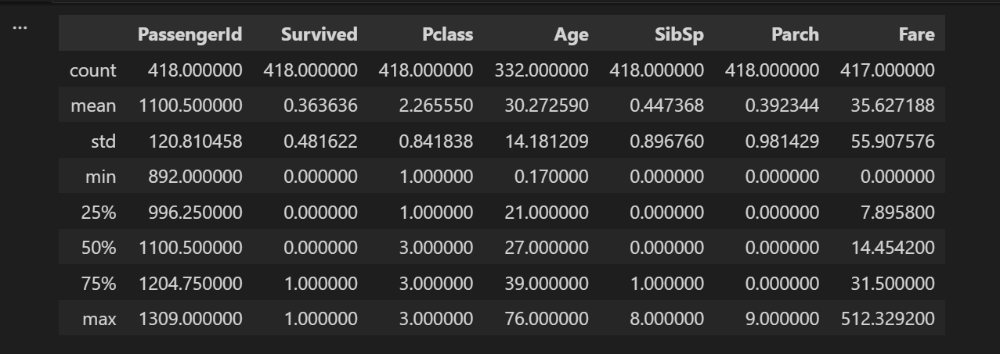 ...
PassengerId Survived Pclass Age SibSp Parch Fare
count 418.000000 418.000000 418.000000 332.000000 418.000000 418.000000 417.000000
mean 1100.500000 0.363636 2.265550 30.272590 0.447368 0.392344 35.627188
std 120.810458 0.481622 0.841838 14.181209 0.896760 0.981429 55.907576
min 892.000000 0.000000 1.000000 0.170000 0.000000 0.000000 0.000000
25% 996.250000 0.000000 1.000000 21.000000 0.000000 0.000000 7.895800
50% 1100.500000 0.000000 3.000000 27.000000 0.000000 0.000000 14.454200
75% 1204.750000 1.000000 3.000000 39.000000 1.000000 0.000000 31.500000
max 1309.000000 1.000000 3.000000 76.000000 8.000000 9.000000 512.329200